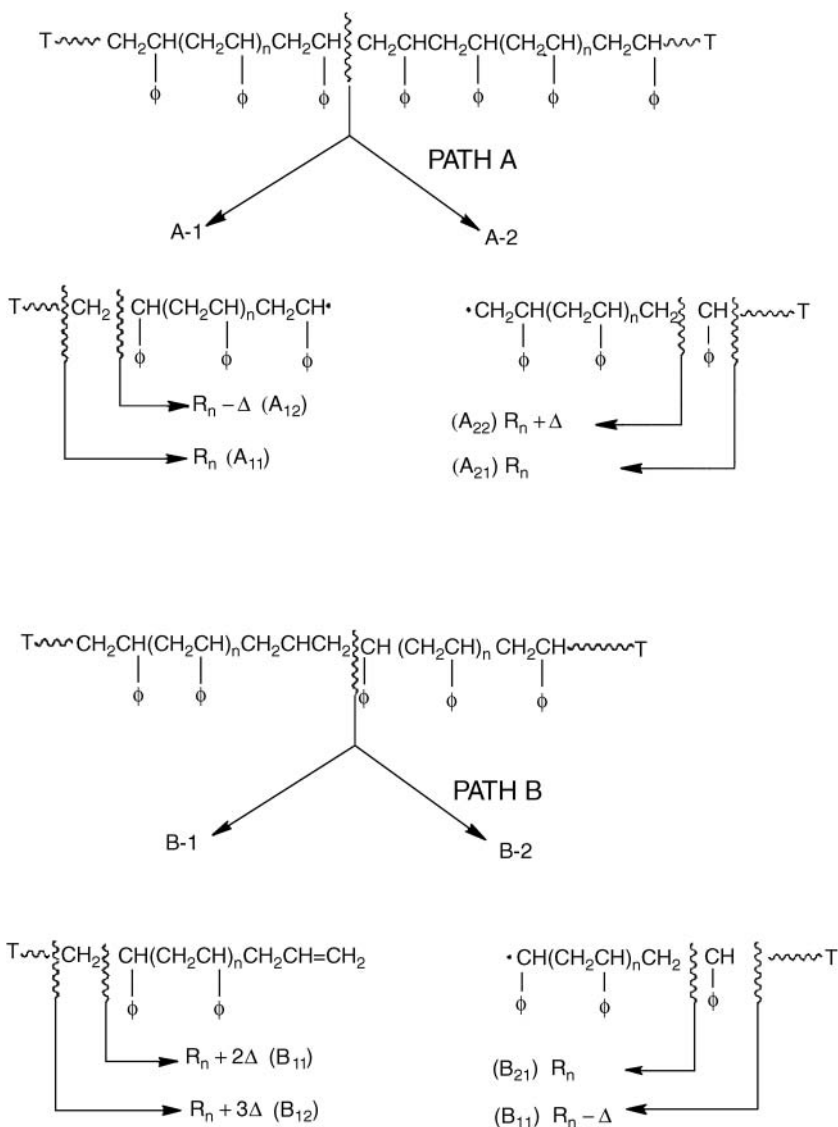 T CH₂CH(CH₂CH)ₙCH₂CH CH₂CHCH₂CH(CH₂CH)ₙCH₂CH T
ϕ ϕ ϕ ϕ ϕ ϕ ϕ
PATH A
A-1 A-2
T CH₂ CH(CH₂CH)ₙCH₂CH• •CH₂CH(CH₂CH)ₙCH₂ CH T
ϕ ϕ ϕ ϕ ϕ ϕ
Rₙ – Δ (A₁₂)
(A₂₂) Rₙ + Δ
Rₙ (A₁₁)
(A₂₁) Rₙ
T CH₂CH(CH₂CH)ₙCH₂CHCH₂ CH (CH₂CH)ₙ CH₂CH T
ϕ ϕ ϕ ϕ ϕ
PATH B
B-1 B-2
T CH₂ CH(CH₂CH)ₙCH₂CH=CH₂ •CH(CH₂CH)ₙCH₂ CH T
ϕ ϕ ϕ ϕ ϕ
Rₙ + 2Δ (B₁₁)
(B₂₁) Rₙ
Rₙ + 3Δ (B₁₂)
(B₁₁) Rₙ – Δ